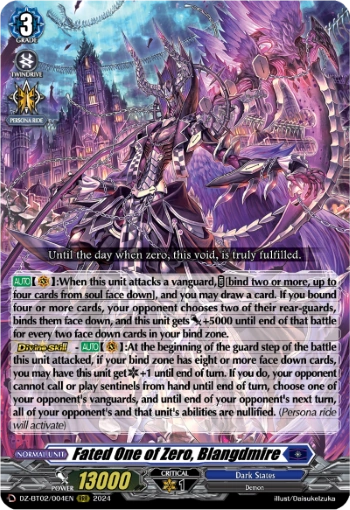 3
GRADE
TWINDRIVE
PERSONA RIDE
Until the day when zero, this void, is truly fulfilled.
AUTO 1:When this unit attacks a vanguard, [bind two or more, up to
four cards from soul face down], and you may draw a card. If you bound
four or more cards, your opponent chooses two of their rear-guards,
binds them face down, and this unit gets +5000 until end of that battle
for every two face down cards in your bind zone.
Divine Skill : AUTO 1:At the beginning of the guard step of the battle
this unit attacked, if your bind zone has eight or more face down cards,
you may have this unit get +1 until end of turn. If you do, your opponent
cannot call or play sentinels from hand until end of turn, choose one
of your opponent's vanguards, and until end of your opponent's next turn,
all of your opponent's and that unit's abilities are nullified. (Persona ride
will activate)
NORMAL UNIT Fated One of Zero, Blangdmire
POWER 13000 CRITICAL 1 Dark States
Demon
DZ-BT02/004EN RRR 2024 illust/DaisukeIzuka